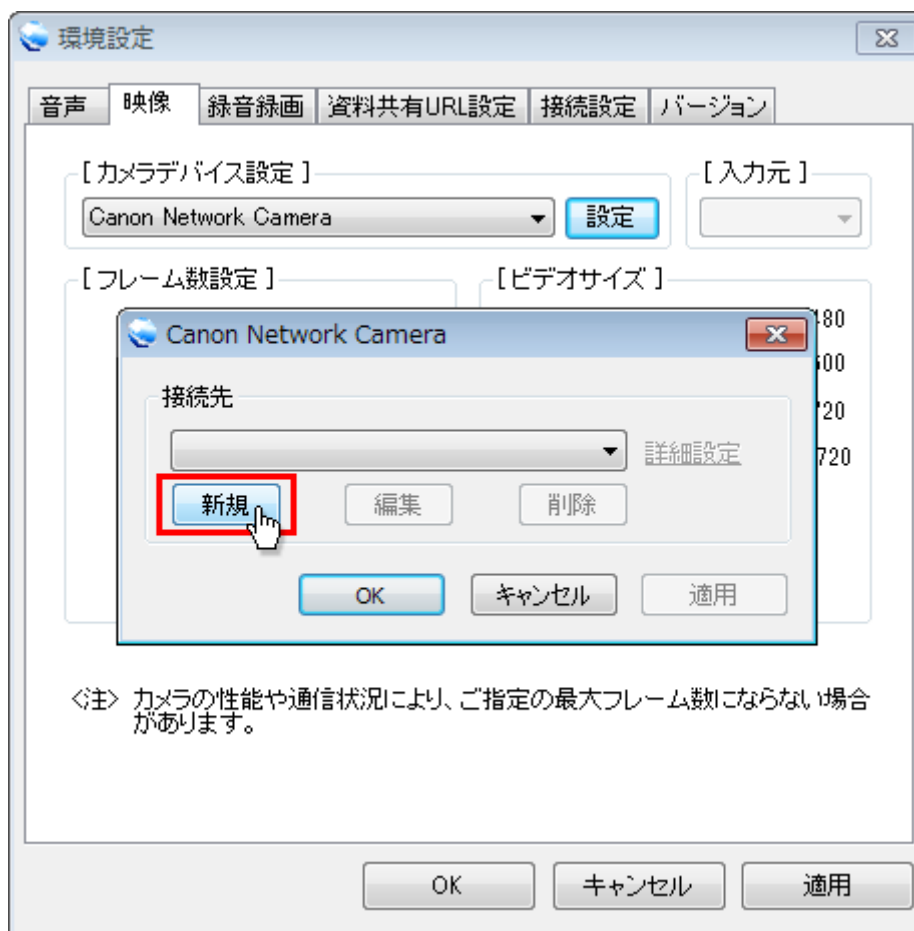 環境設定
音声 映像 録音録画 資料共有URL設定 接続設定 バージョン
[ カメラデバイス設定 ] [ 入力元 ]
Canon Network Camera 設定
[ フレーム数設定 ] [ ビデオサイズ ]
480
Canon Network Camera
600
接続先
720
詳細設定
720
新規 編集 削除
OK キャンセル 適用
<注> カメラの性能や通信状況により、ご指定の最大フレーム数にならない場合
があります。
OK キャンセル 適用